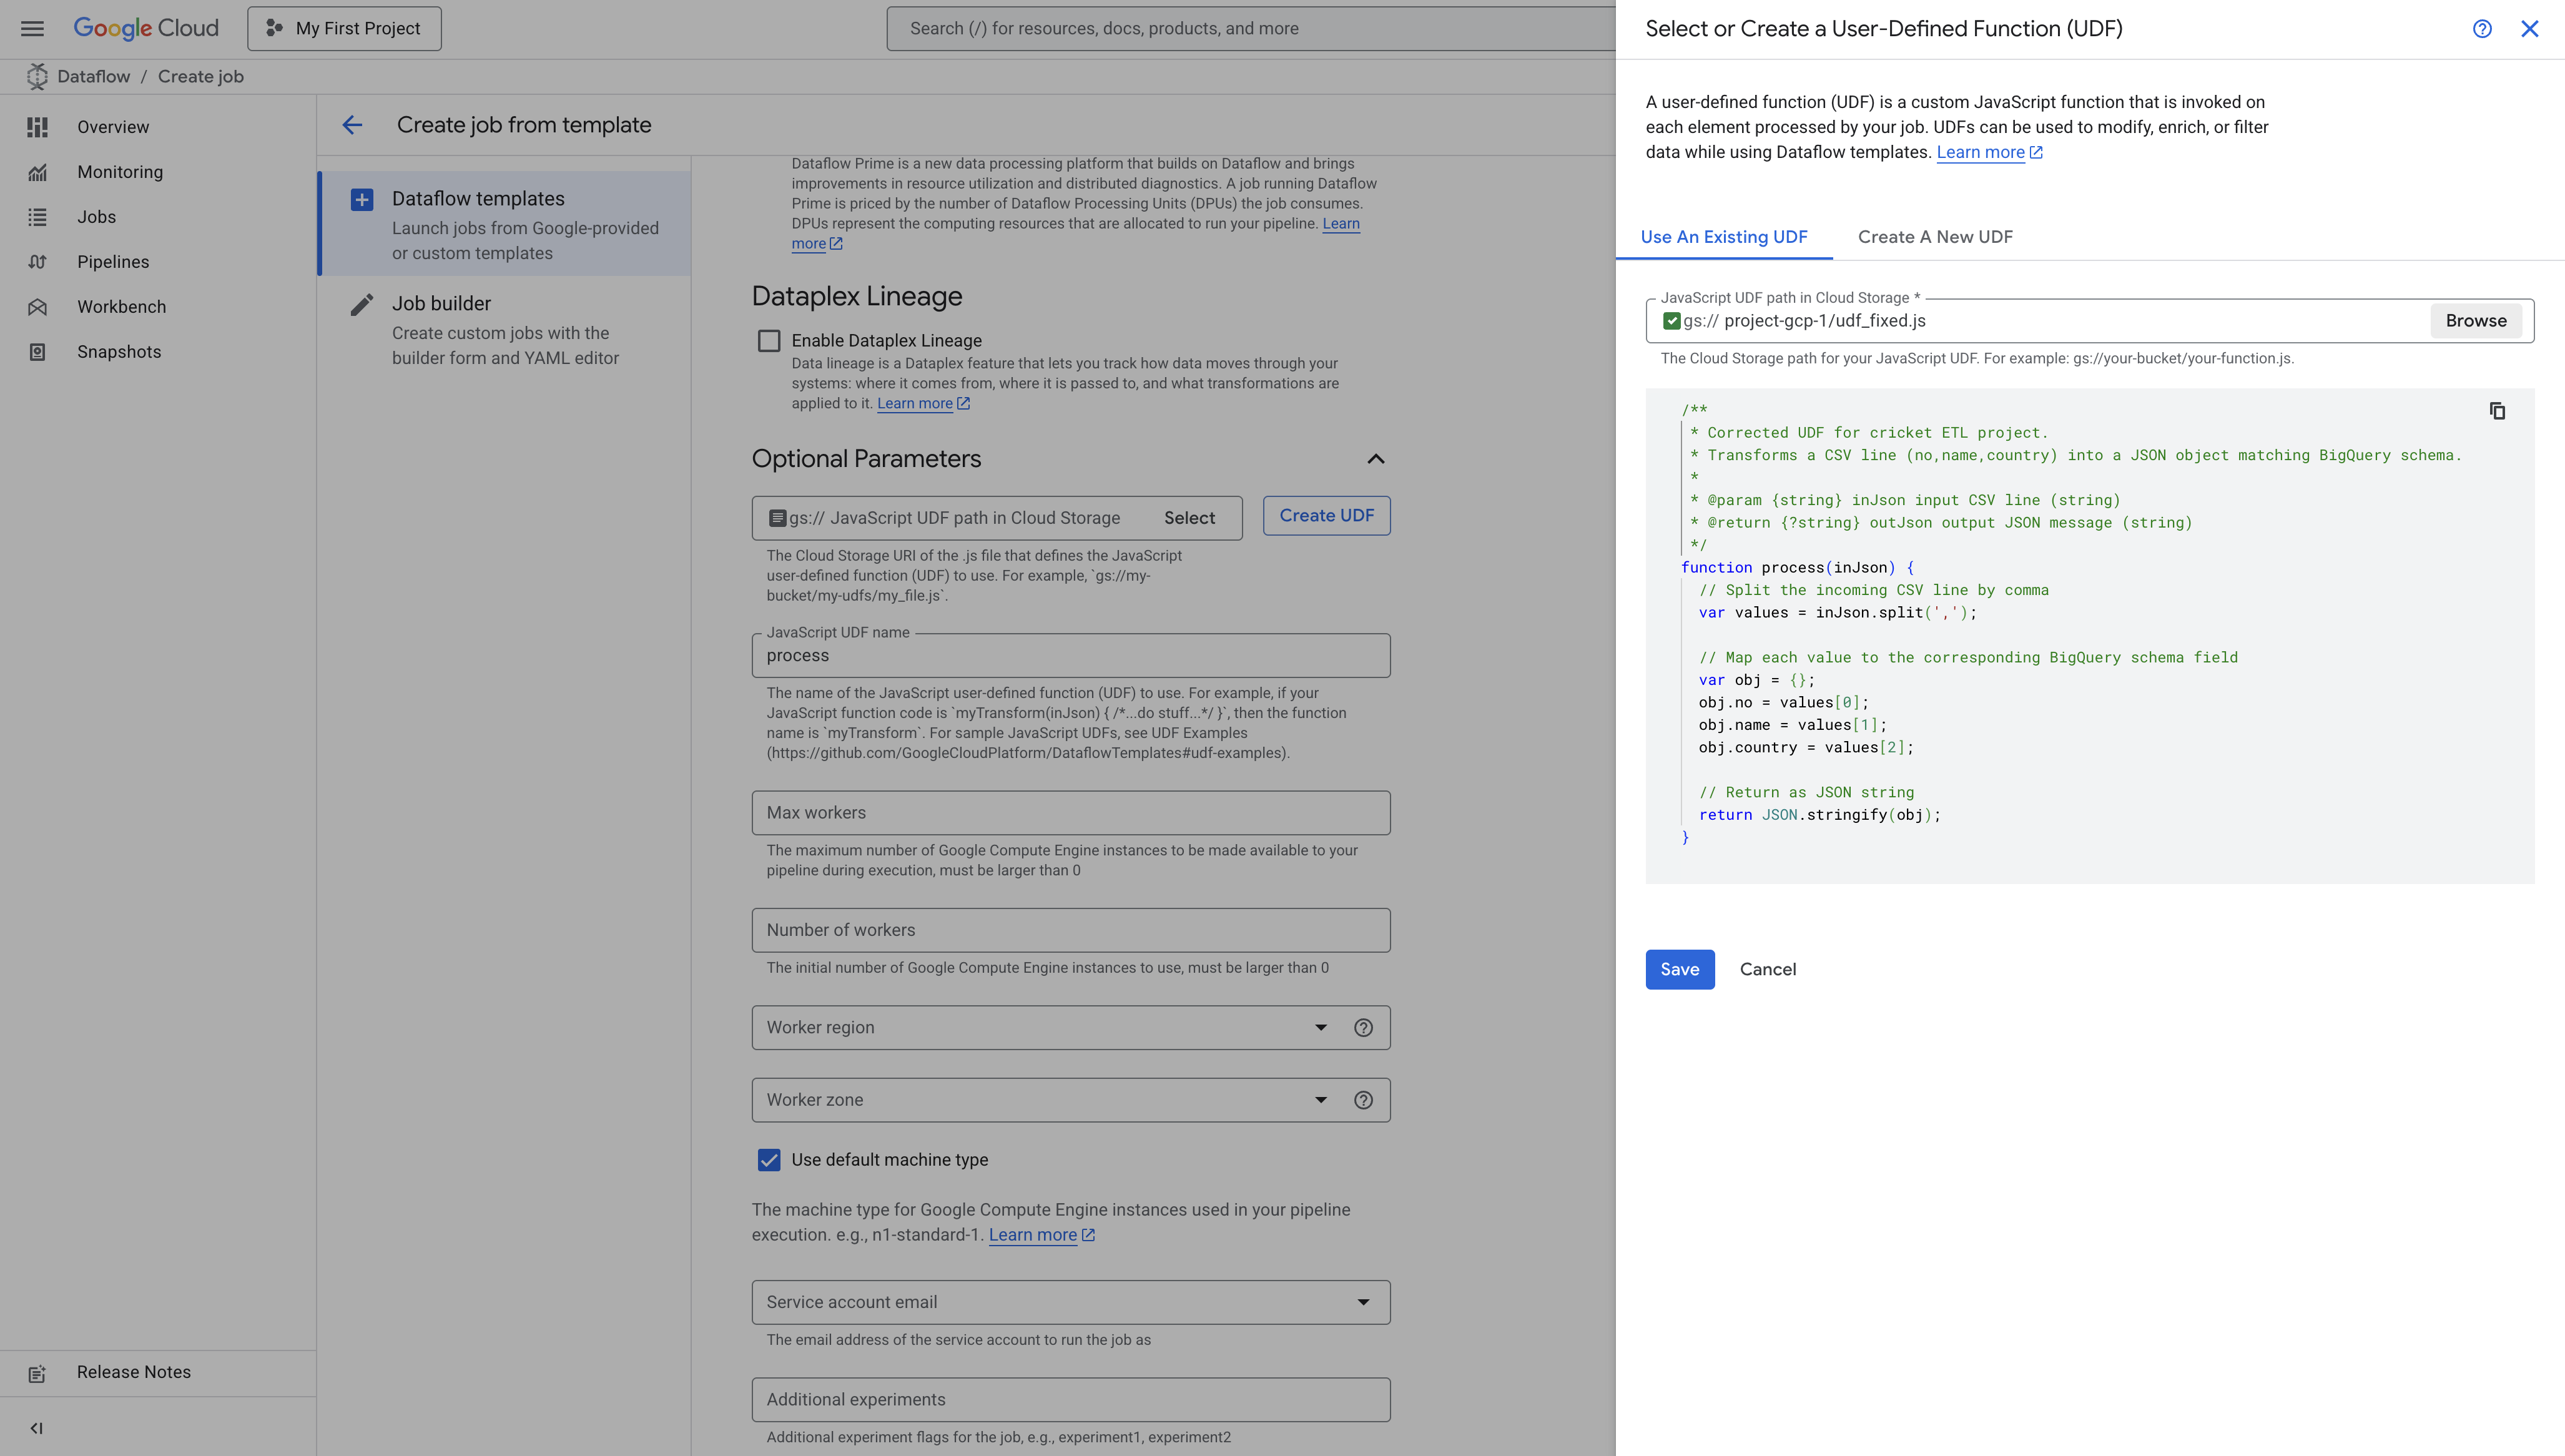 Google Cloud
My First Project
Search (/) for resources, docs, products, and more
Dataflow / Create job
Overview
Monitoring
Jobs
Pipelines
Workbench
Snapshots
Release Notes
Create job from template
Dataflow templates
Launch jobs from Google-provided
or custom templates
Job builder
Create custom jobs with the
builder form and YAML editor
Dataflow Prime is a new data processing platform that builds on Dataflow and brings
improvements in resource utilization and distributed diagnostics. A job running Dataflow
Prime is priced by the number of Dataflow Processing Units (DPUs) the job consumes.
DPUs represent the computing resources that are allocated to run your pipeline. Learn
more
Dataplex Lineage
Enable Dataplex Lineage
Data lineage is a Dataplex feature that lets you track how data moves through your
systems: where it comes from, where it is passed to, and what transformations are
applied to it. Learn more
Optional Parameters
gs:// JavaScript UDF path in Cloud Storage Select
Create UDF
The Cloud Storage URI of the .js file that defines the JavaScript
user-defined function (UDF) to use. For example, `gs://my-
bucket/my-udfs/my_file.js`.
JavaScript UDF name
process
The name of the JavaScript user-defined function (UDF) to use. For example, if your
JavaScript function code is `myTransform(inJson) { /*...do stuff...*/ }`, then the function
name is `myTransform`. For sample JavaScript UDFs, see UDF Examples
(https://github.com/GoogleCloudPlatform/DataflowTemplates#udf-examples).
Max workers
The maximum number of Google Compute Engine instances to be made available to your
pipeline during execution, must be larger than 0
Number of workers
The initial number of Google Compute Engine instances to use, must be larger than 0
Worker region
Worker zone
Use default machine type
The machine type for Google Compute Engine instances used in your pipeline
execution. e.g., n1-standard-1. Learn more
Service account email
The email address of the service account to run the job as
Additional experiments
Additional experiment flags for the job, e.g., experiment1, experiment2
Select or Create a User-Defined Function (UDF)
A user-defined function (UDF) is a custom JavaScript function that is invoked on
each element processed by your job. UDFs can be used to modify, enrich, or filter
data while using Dataflow templates. Learn more
Use An Existing UDF
Create A New UDF
JavaScript UDF path in Cloud Storage *
gs:// project-gcp-1/udf_fixed.js
Browse
The Cloud Storage path for your JavaScript UDF. For example: gs://your-bucket/your-function.js.
/**
 * Corrected UDF for cricket ETL project.
 * Transforms a CSV line (no,name,country) into a JSON object matching BigQuery schema.
 *
 * @param {string} inJson input CSV line (string)
 * @return {?string} outJson output JSON message (string)
 */
function process(inJson) {
  // Split the incoming CSV line by comma
  var values = inJson.split(',');
  // Map each value to the corresponding BigQuery schema field
  var obj = {};
  obj.no = values[0];
  obj.name = values[1];
  obj.country = values[2];
  // Return as JSON string
  return JSON.stringify(obj);
}
Save
Cancel